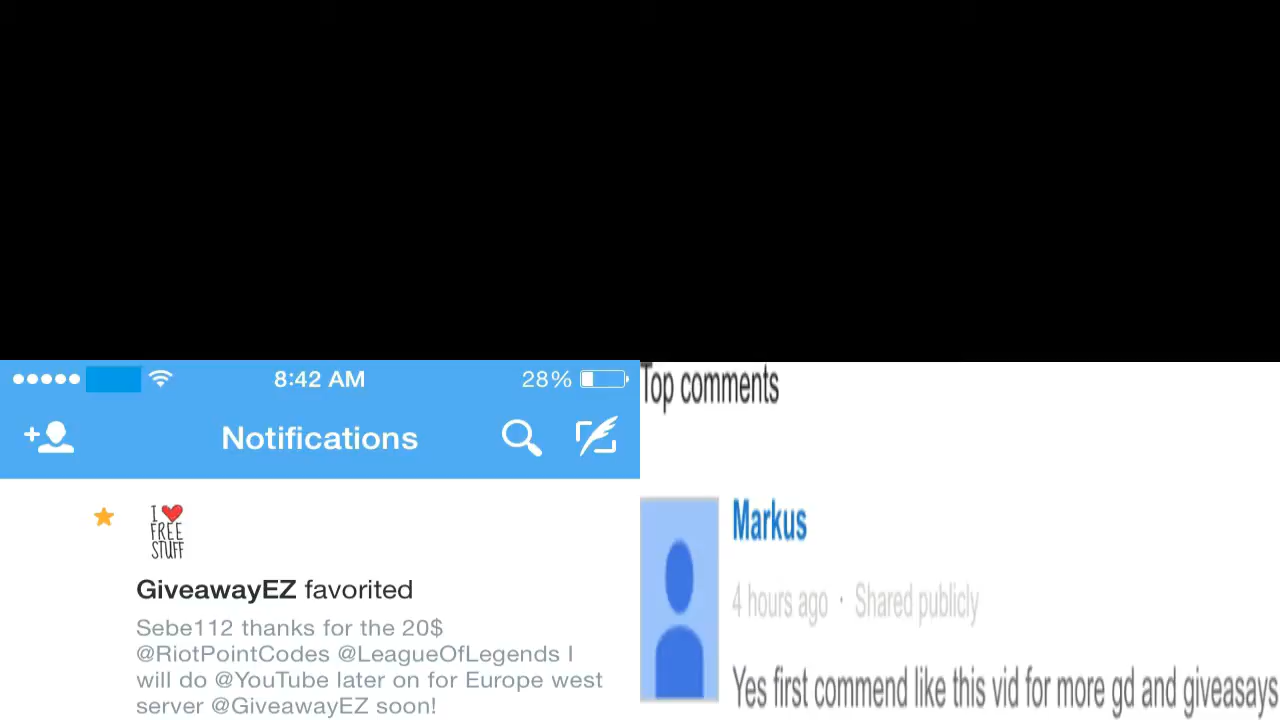 8:42 AM
28%
Notifications
I ❤
FREE
STUFF
GiveawayEZ favorited
Sebe112 thanks for the 20$
@RiotPointCodes @LeagueOfLegends I
will do @YouTube later on for Europe west
server @GiveawayEZ soon!
Top comments
Markus
4 hours ago · Shared publicly
Yes first commend like this vid for more gd and giveasays